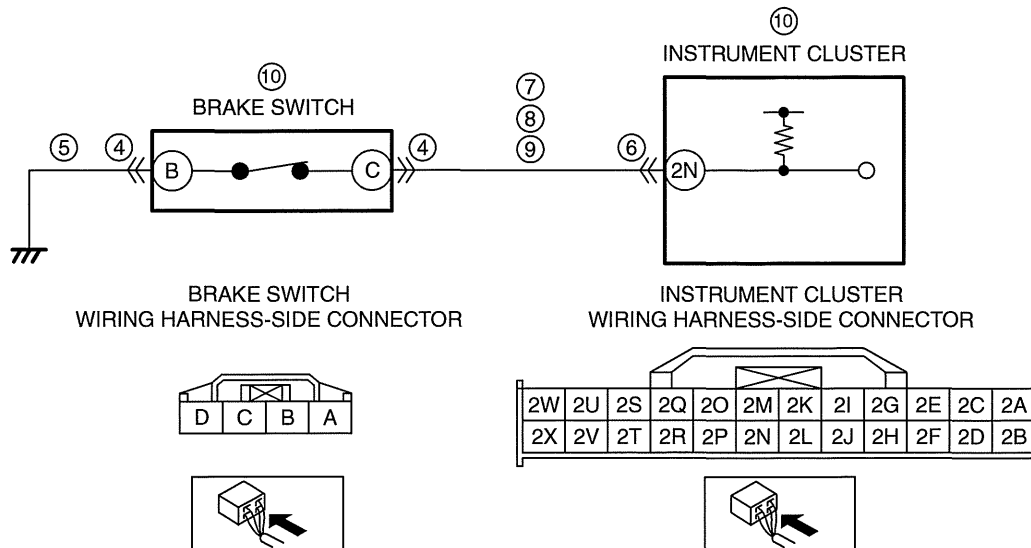 ⑩
INSTRUMENT CLUSTER
⑩
BRAKE SWITCH
⑦
⑧
⑨
⑤ ④ B C ④ ⑥ 2N
BRAKE SWITCH
WIRING HARNESS-SIDE CONNECTOR
INSTRUMENT CLUSTER
WIRING HARNESS-SIDE CONNECTOR
D C B A
2W 2U 2S 2Q 2O 2M 2K 2I 2G 2E 2C 2A
2X 2V 2T 2R 2P 2N 2L 2J 2H 2F 2D 2B